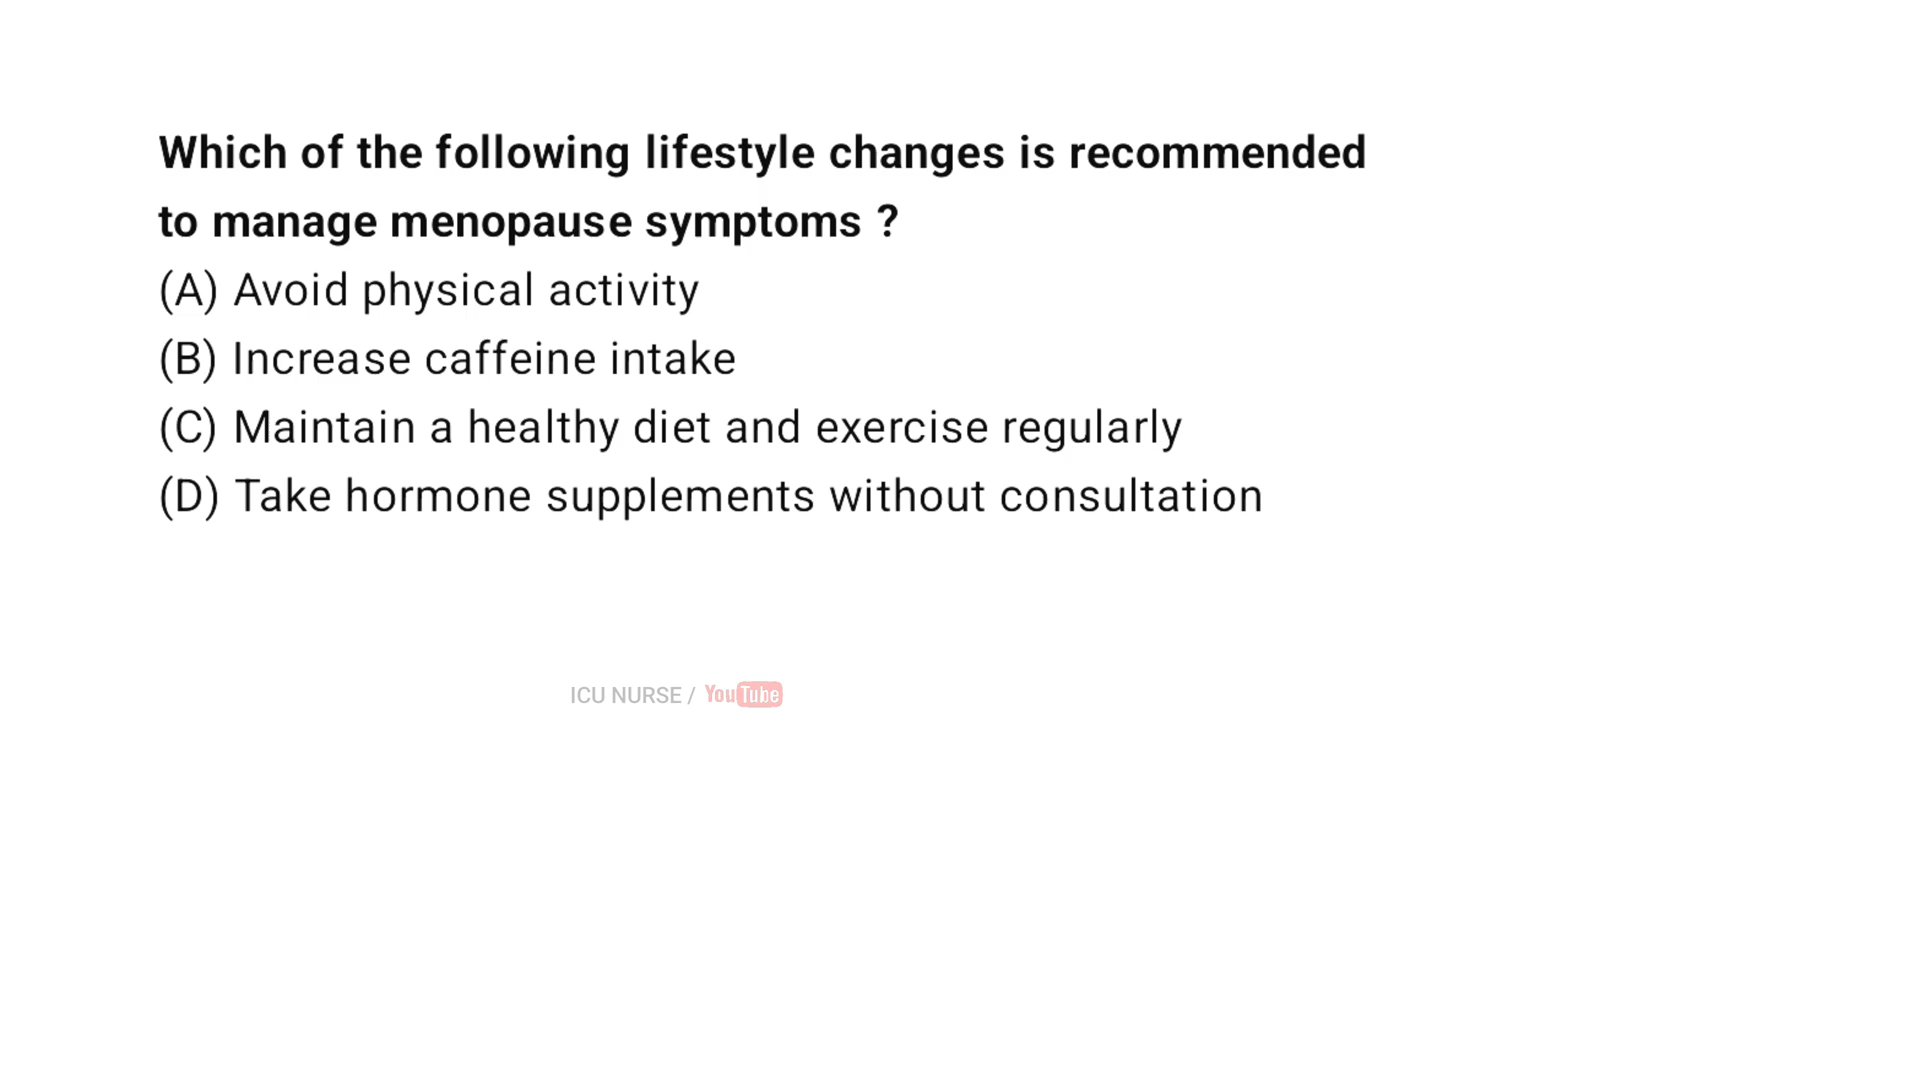 Which of the following lifestyle changes is recommended
to manage menopause symptoms ?
(A) Avoid physical activity
(B) Increase caffeine intake
(C) Maintain a healthy diet and exercise regularly
(D) Take hormone supplements without consultation
ICU NURSE / YouTube